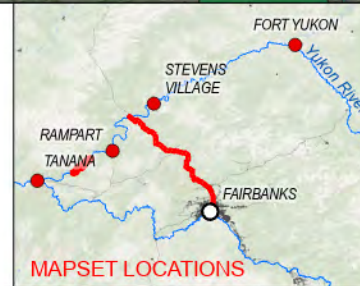 FORT YUKON
Yukon River
STEVENS
VILLAGE
RAMPART
TANANA
FAIRBANKS
MAPSET LOCATIONS